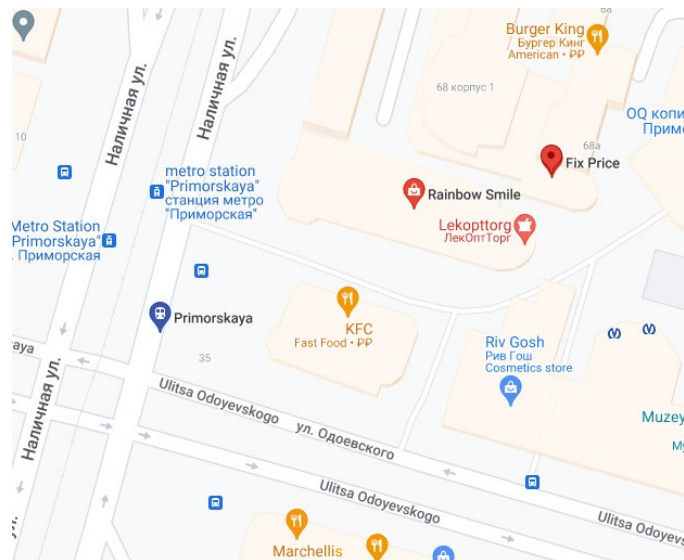 68
Burger King
Бургер Кинг
American • ₽₽
Наличная ул.
Наличная ул.
68 корпус 1
10
OQ копи
Примо
68а
Fix Price
metro station
"Primorskaya"
станция метро
"Приморская"
Rainbow Smile
Metro Station
Primorskaya"
. Приморская
Lekopttorg
ЛекОптТорг
Primorskaya
KFC
Fast Food • ₽₽
Riv Gosh
Рив Гош
Cosmetics store
aya
35
Наличная ул.
Ulitsa Odoyevskogo
ул. Одоевского
Muzey
Му
Ulitsa Odoyevskogo
Ulitsa Odoyevs
ул.
Marchellis